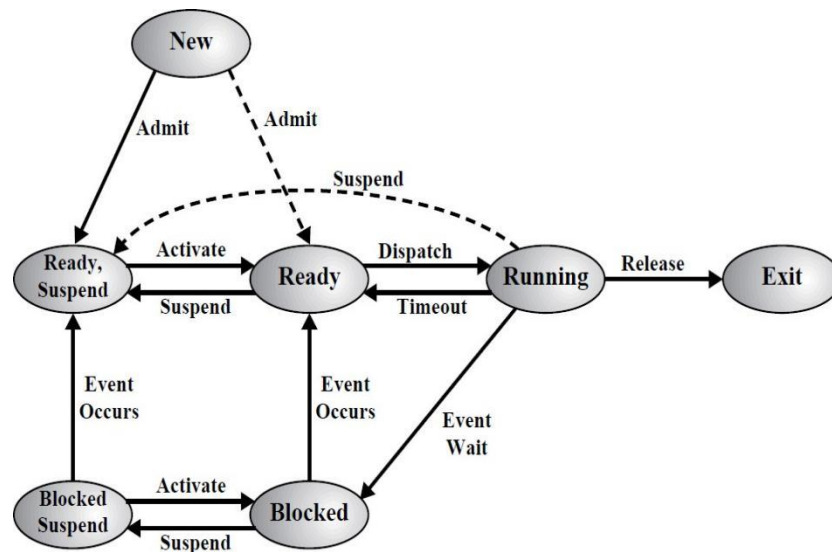 New
Admit
Admit
Suspend
Ready,
Suspend
Activate
Suspend
Ready
Dispatch
Timeout
Running
Release
Exit
Event
Occurs
Event
Occurs
Event
Wait
Blocked
Suspend
Activate
Suspend
Blocked